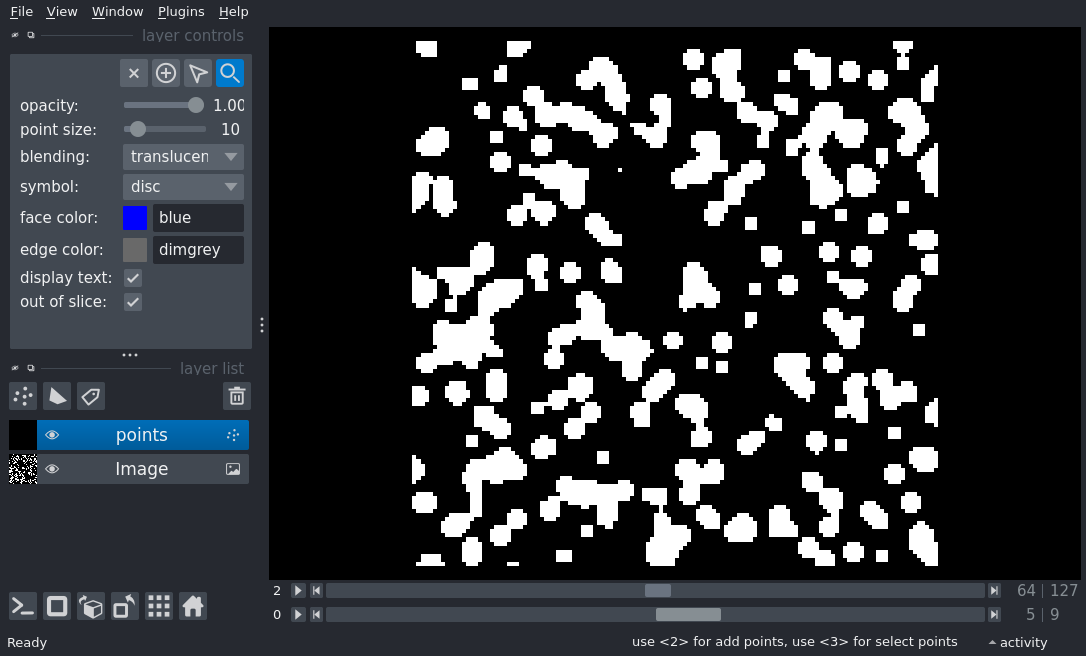 File View Window Plugins Help
layer controls
opacity: 1.00
point size: 10
blending: translucen
symbol: disc
face color: blue
edge color: dimgrey
display text:
out of slice:
layer list
points
Image
2 64 | 127
0 5 | 9
Ready use <2> for add points, use <3> for select points activity